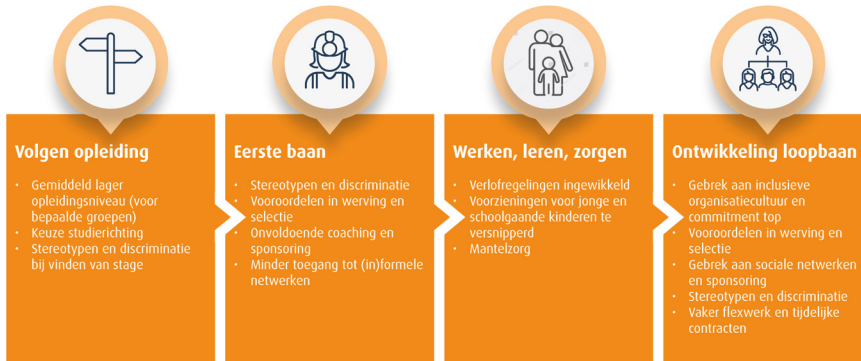 Volgen opleiding
• Gemiddeld lager
opleidingsniveau (voor
bepaalde groepen)
• Keuze studierichting
• Stereotypen en discriminatie
bij vinden van stage
Eerste baan
• Stereotypen en discriminatie
• Vooroordelen in werving en
selectie
• Onvoldoende coaching en
sponsoring
• Minder toegang tot (in)formele
netwerken
Werken, leren, zorgen
• Verlofregelingen ingewikkeld
• Voorzieningen voor jonge en
schoolgaande kinderen te
versnipperd
• Mantelzorg
Ontwikkeling loopbaan
• Gebrek aan inclusieve
organisatiecultuur en
commitment top
• Vooroordelen in werving en
selectie
• Gebrek aan sociale netwerken
en sponsoring
• Stereotypen en discriminatie
• Vaker flexwerk en tijdelijke
contracten